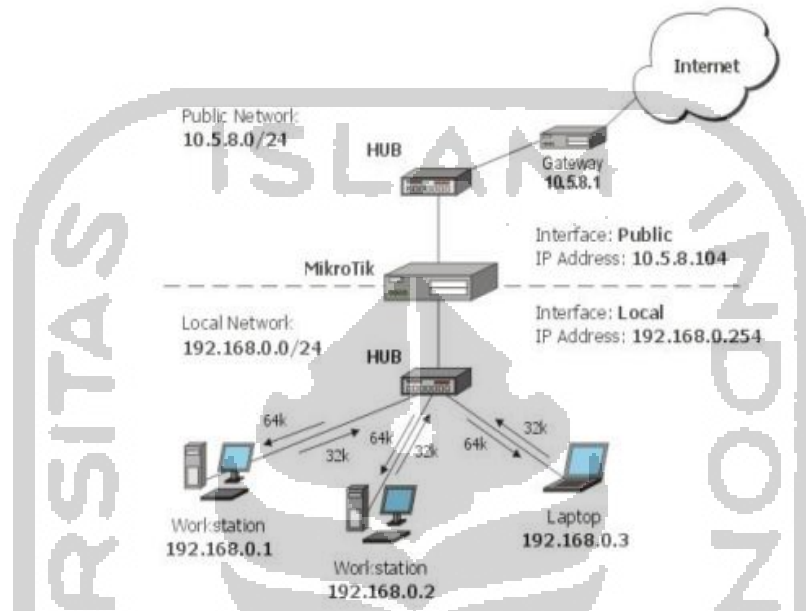 Internet
Public Network:
10.5.8.0/24
HUB
Gateway
10.5.8.1
Interface: Public
IP Address: 10.5.8.104
MikroTik
Interface: Local
IP Address: 192.168.0.254
Local Network:
192.168.0.0/24
HUB
64k
32k
64k
32k
64k
32k
Workstation
192.168.0.1
Workstation
192.168.0.2
Laptop
192.168.0.3
ISLAM
RSITAS
INDON